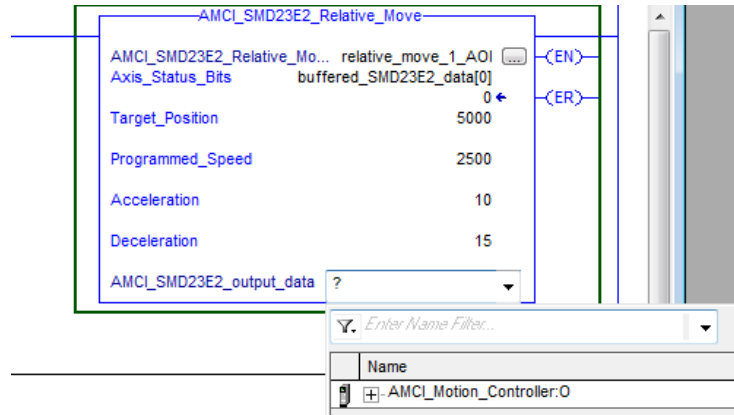 AMCI_SMD23E2_Relative_Move
AMCI_SMD23E2_Relative_Mo... relative_move_1_AOI ... EN
Axis_Status_Bits buffered_SMD23E2_data[0]
0 ER
Target_Position 5000
Programmed_Speed 2500
Acceleration 10
Deceleration 15
AMCI_SMD23E2_output_data ?
Enter Name Filter...
Name
AMCI_Motion_Controller:O